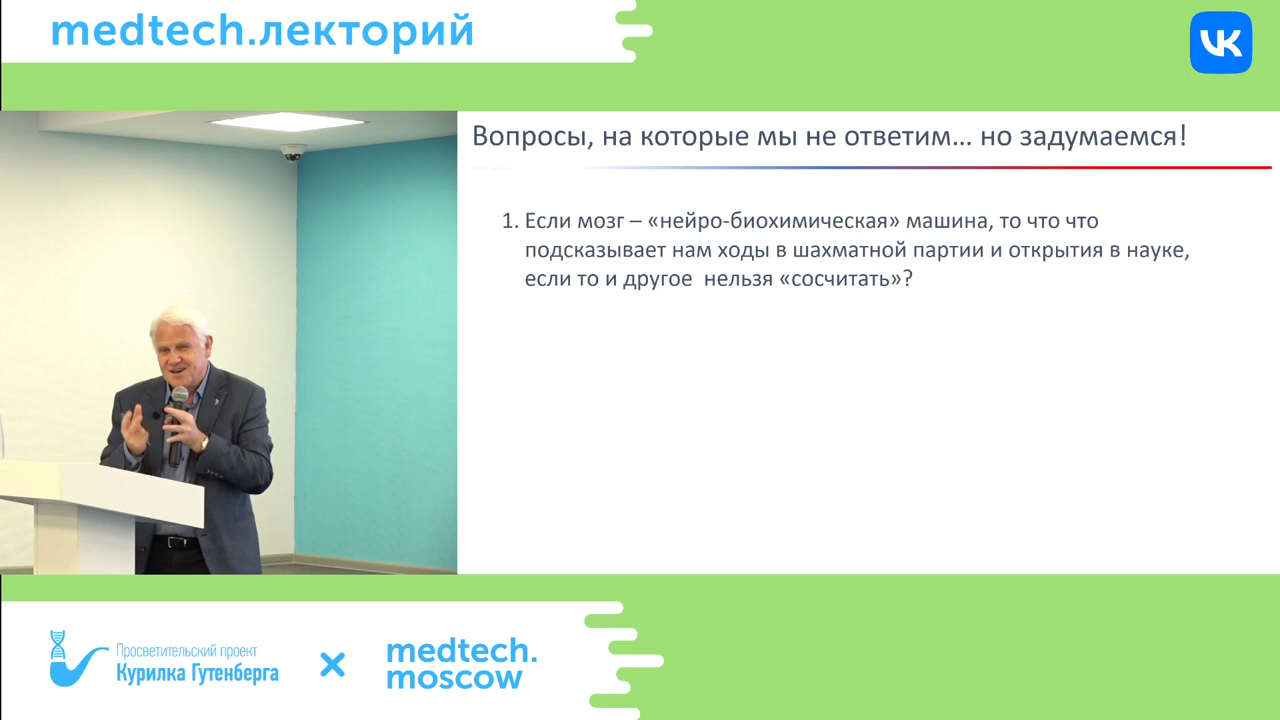 medtech.лекторий
VK
Вопросы, на которые мы не ответим... но задумаемся!
1. Если мозг – «нейро-биохимическая» машина, то что что
подсказывает нам ходы в шахматной партии и открытия в науке,
если то и другое нельзя «сосчитать»?
Просветительский проект
Курилка Гутенберга
medtech.
moscow